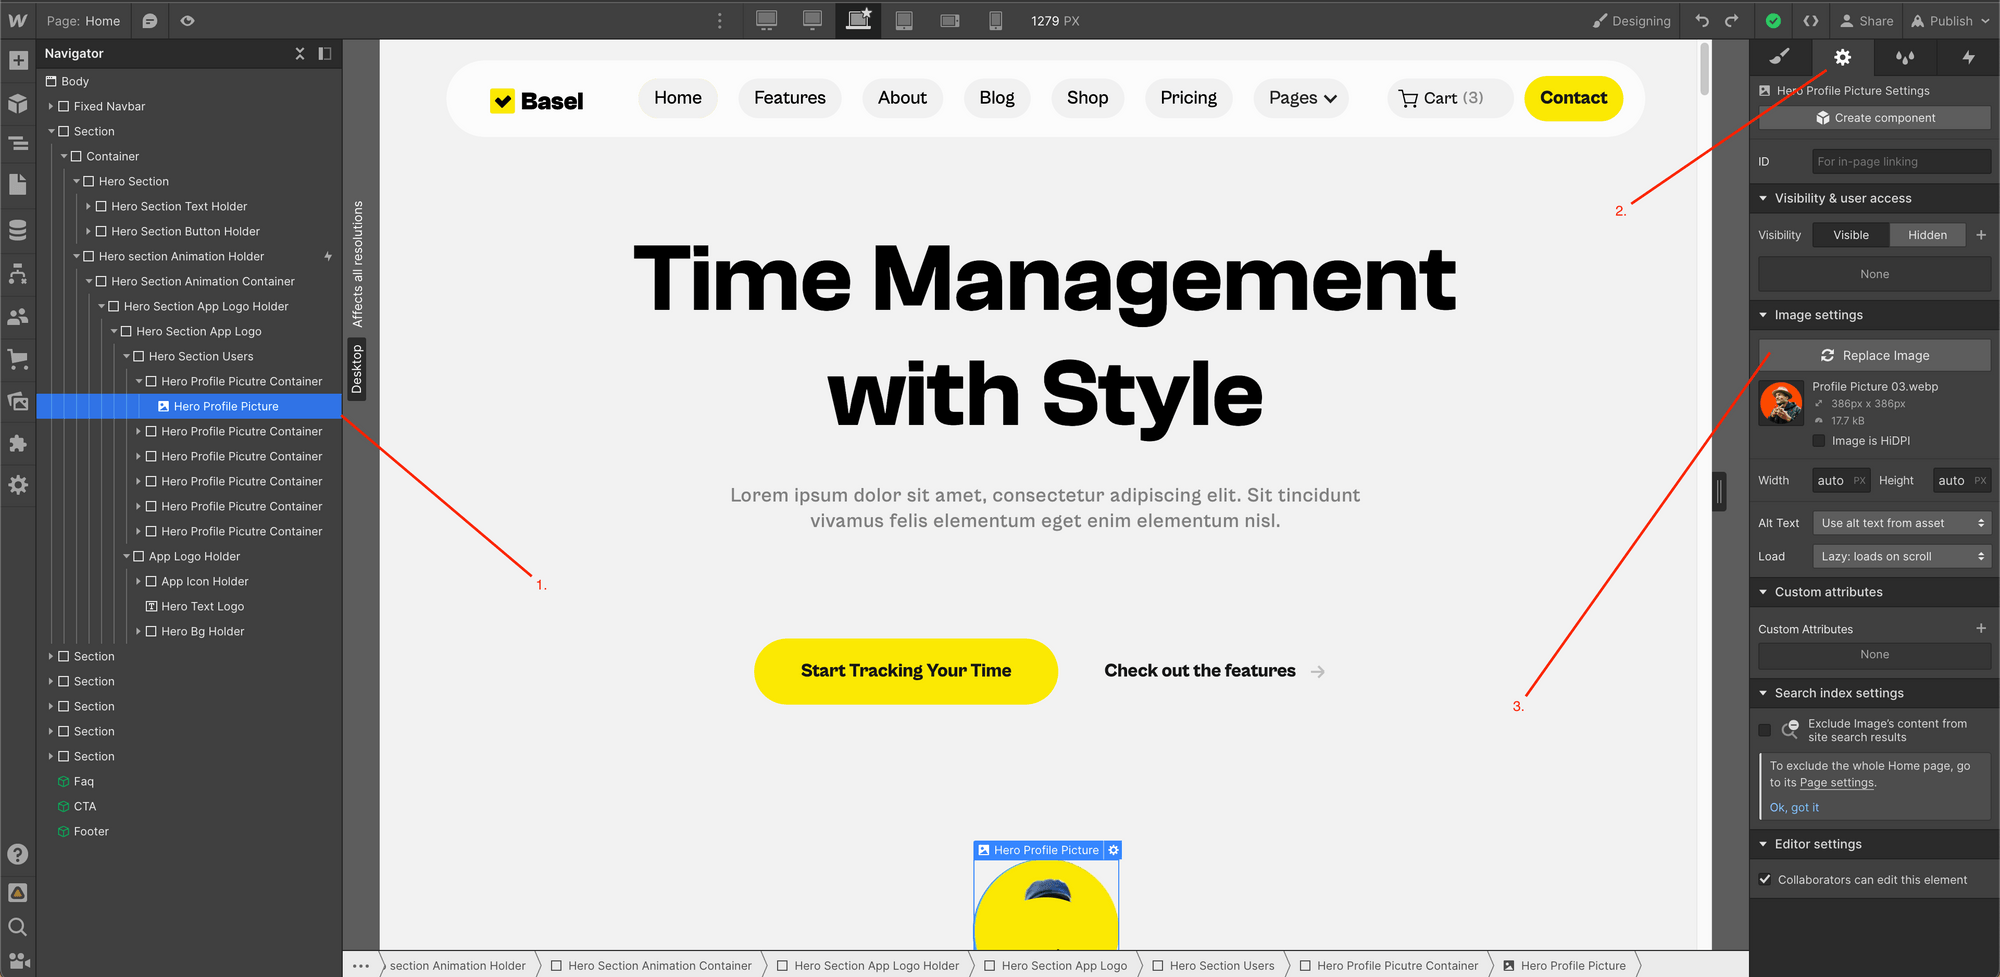 Page: Home
1279 PX
Designing
Share
Publish
Navigator
Body
Fixed Navbar
Section
Container
Hero Section
Hero Section Text Holder
Hero Section Button Holder
Hero section Animation Holder
Hero Section Animation Container
Hero Section App Logo Holder
Hero Section App Logo
Hero Section Users
Hero Profile Picutre Container
Hero Profile Picture
Hero Profile Picutre Container
Hero Profile Picutre Container
Hero Profile Picutre Container
Hero Profile Picutre Container
Hero Profile Picutre Container
App Logo Holder
App Icon Holder
Hero Text Logo
Hero Bg Holder
Section
Section
Section
Section
Section
Faq
CTA
Footer
Affects all resolutions
Desktop
Basel
Home
Features
About
Blog
Shop
Pricing
Pages
Cart (3)
Contact
Time Management
with Style
Lorem ipsum dolor sit amet, consectetur adipiscing elit. Sit tincidunt
vivamus felis elementum eget enim elementum nisl.
Start Tracking Your Time
Check out the features
Hero Profile Picture
1.
2.
3.
Hero Profile Picture Settings
Create component
ID
For in-page linking
Visibility & user access
Visibility
Visible
Hidden
None
Image settings
Replace Image
Profile Picture 03.webp
386px x 386px
17.7 kB
Image is HiDPI
Width
auto PX
Height
auto PX
Alt Text
Use alt text from asset
Load
Lazy: loads on scroll
Custom attributes
Custom Attributes
None
Search index settings
Exclude Image's content from
site search results
To exclude the whole Home page, go
to its Page settings.
Ok, got it
Editor settings
Collaborators can edit this element
section Animation Holder
Hero Section Animation Container
Hero Section App Logo Holder
Hero Section App Logo
Hero Section Users
Hero Profile Picutre Container
Hero Profile Picture